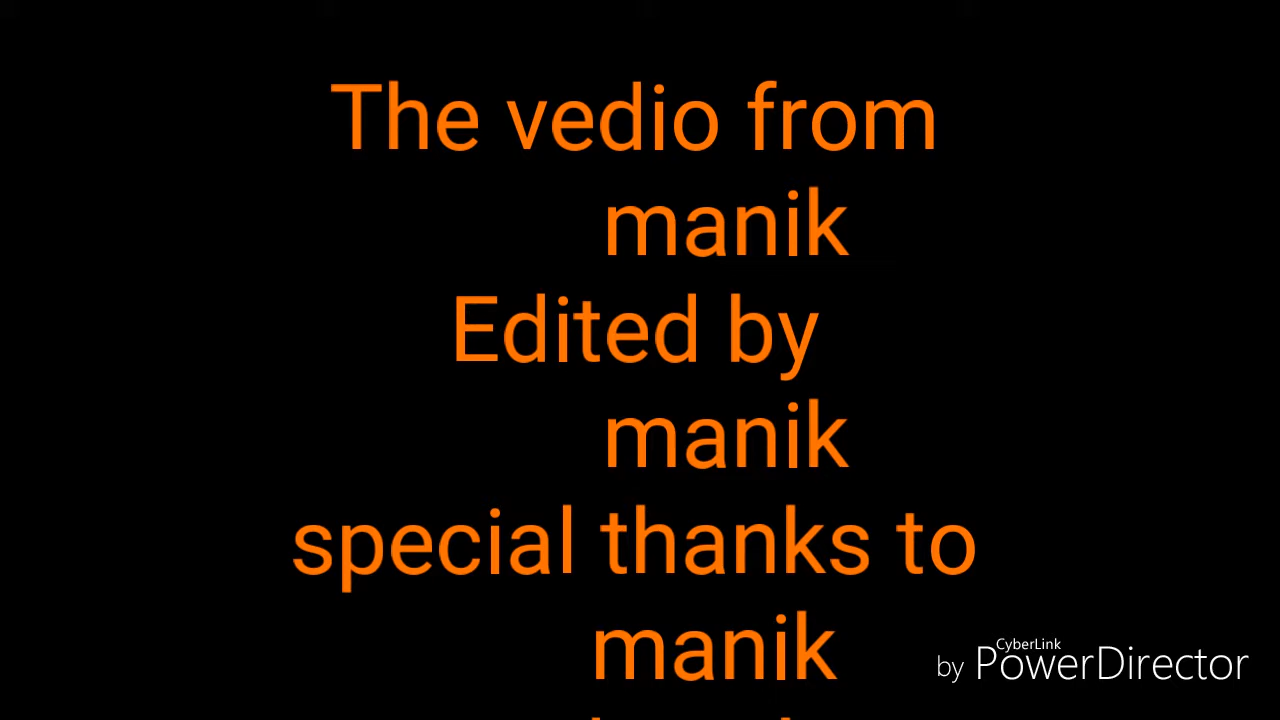 The vedio from
manik
Edited by
manik
special thanks to
manik
CyberLink
by PowerDirector